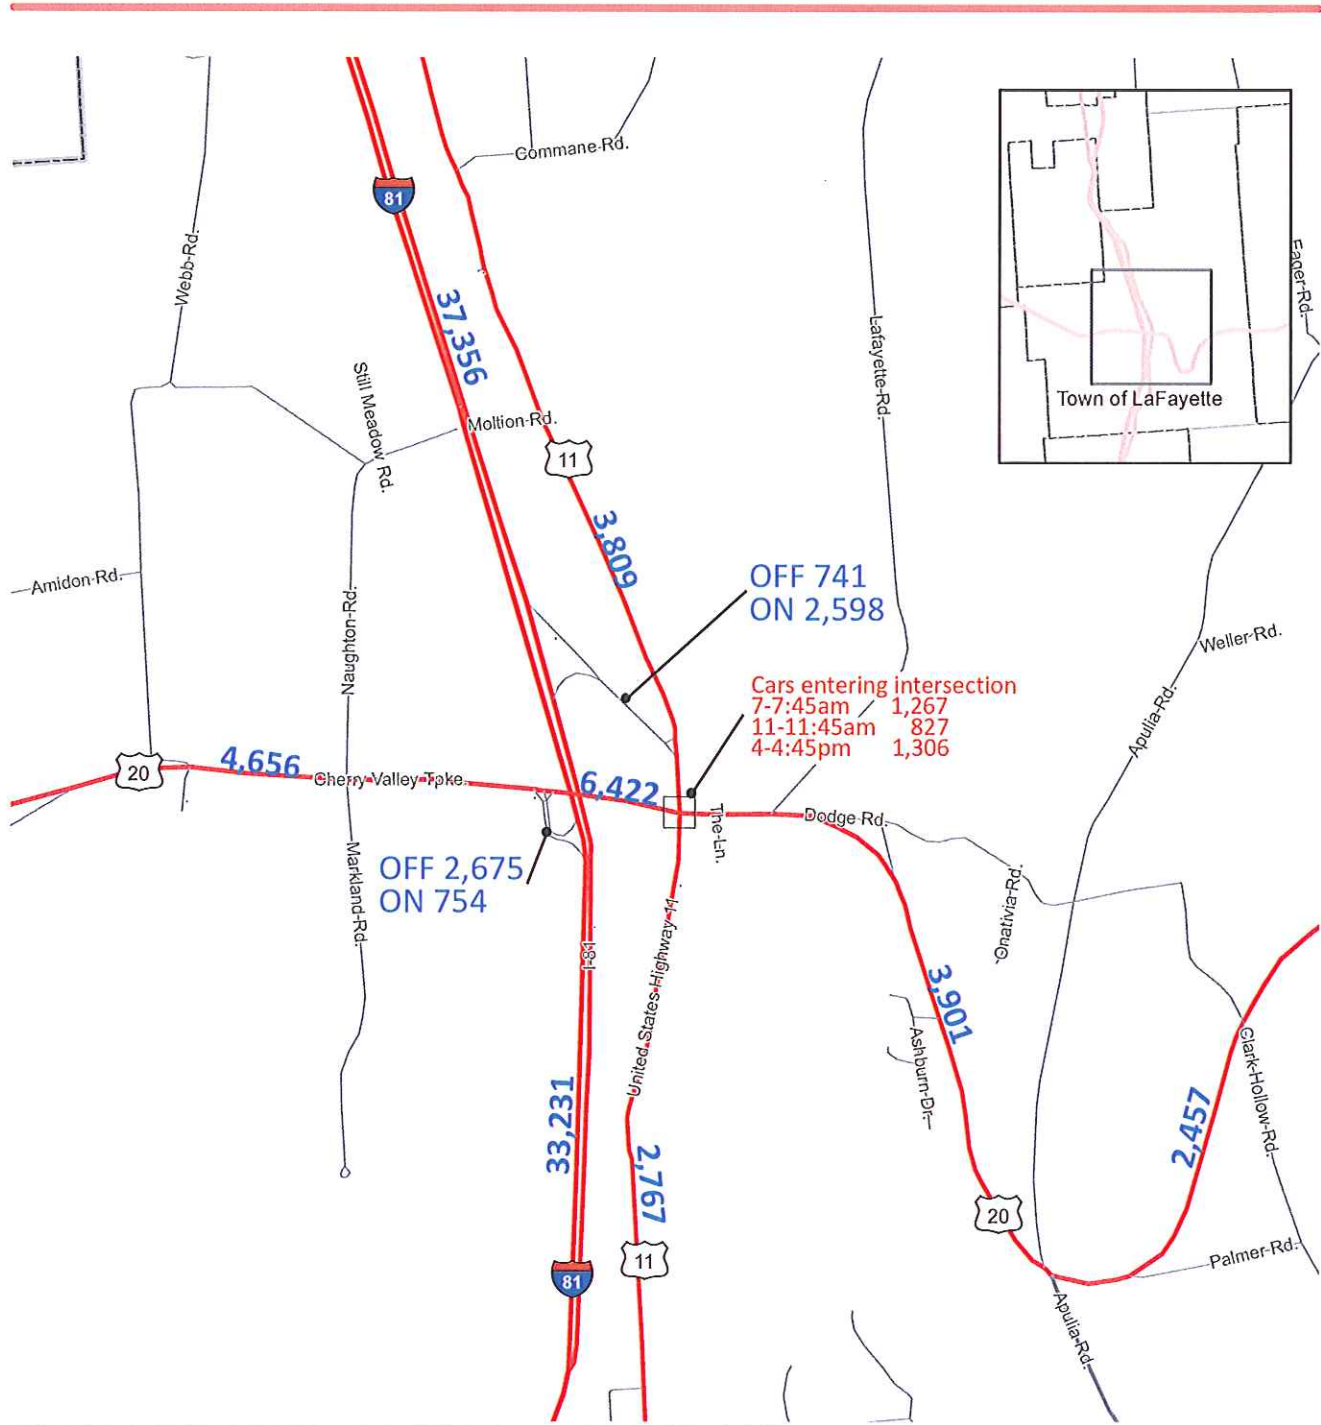 Commane-Rd.
81
Webb-Rd.
Eager-Rd.
37,356
Lafayette-Rd.
Still Meadow Rd.
Town of LaFayette
Moltion-Rd.
11
3,809
OFF 741
ON 2,598
Amidon-Rd.
Naughton-Rd.
Weller-Rd.
Cars entering intersection
7-7:45am 1,267
11-11:45am 827
4-4:45pm 1,306
Apulia-Rd.
20
4,656
Cherry Valley Tpke.
6,422
The-Ln.
Dodge Rd.
OFF 2,675
ON 754
Markland-Rd.
Onativia-Rd.
I-81
United States Highway 11
3,901
Ashburn-Dr.
Clark-Hollow-Rd.
33,231
2,767
2,457
20
11
81
Palmer-Rd.
Apulia-Rd.